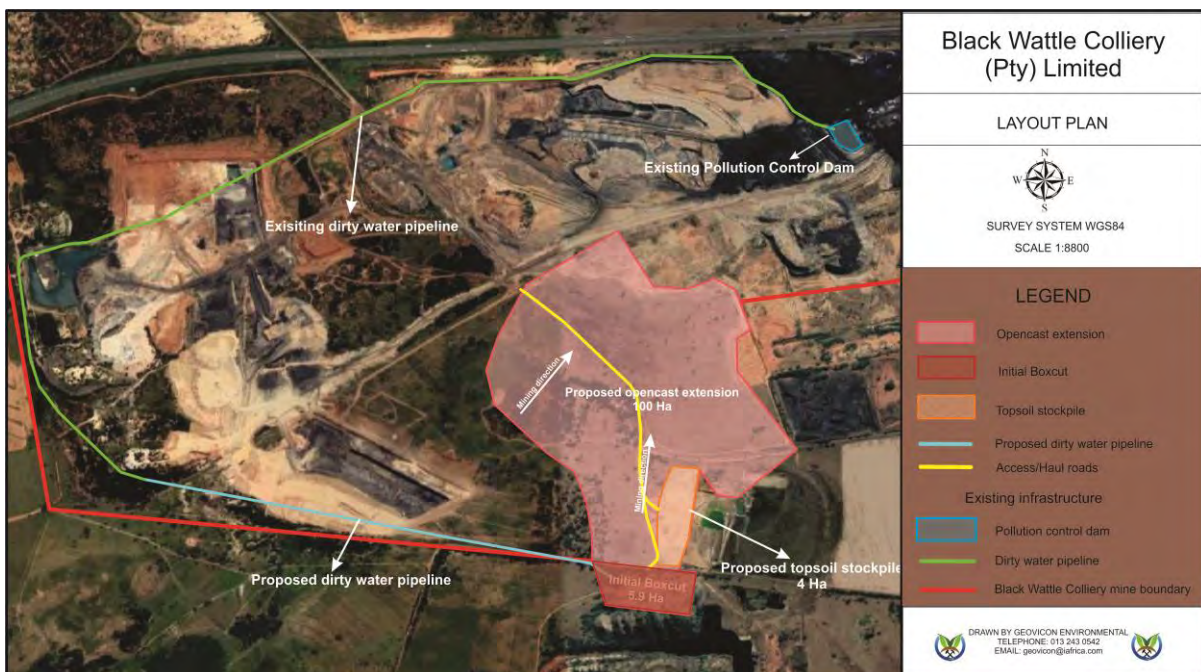 Existing Pollution Control Dam
Exisiting dirty water pipeline
Mining direction
Proposed opencast extension
100 Ha
Mining direction
Proposed topsoil stockpile
4 Ha
Proposed dirty water pipeline
Initial Boxcut
5.9 Ha
Black Wattle Colliery
(Pty) Limited
LAYOUT PLAN
N
W E
S
SURVEY SYSTEM WGS84
SCALE 1:8800
LEGEND
Opencast extension
Initial Boxcut
Topsoil stockpile
Proposed dirty water pipeline
Access/Haul roads
Existing infrastructure
Pollution control dam
Dirty water pipeline
Black Wattle Colliery mine boundary
DRAWN BY GEOVICON ENVIRONMENTAL
TELEPHONE: 013 243 0542
EMAIL: geovicon@iafrica.com